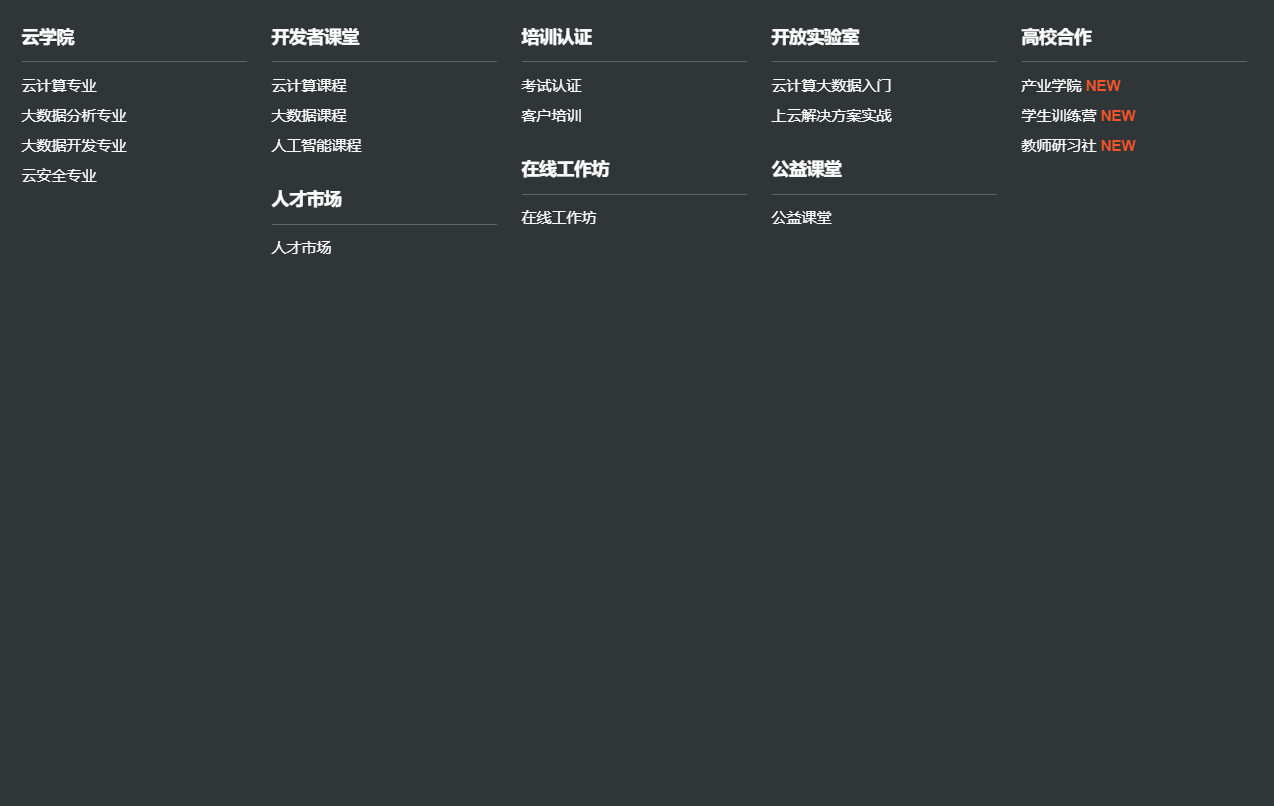 云学院
云计算专业
大数据分析专业
大数据开发专业
云安全专业
开发者课堂
云计算课程
大数据课程
人工智能课程
人才市场
人才市场
培训认证
考试认证
客户培训
在线工作坊
在线工作坊
开放实验室
云计算大数据入门
上云解决方案实战
公益课堂
公益课堂
高校合作
产业学院 NEW
学生训练营 NEW
教师研习社 NEW